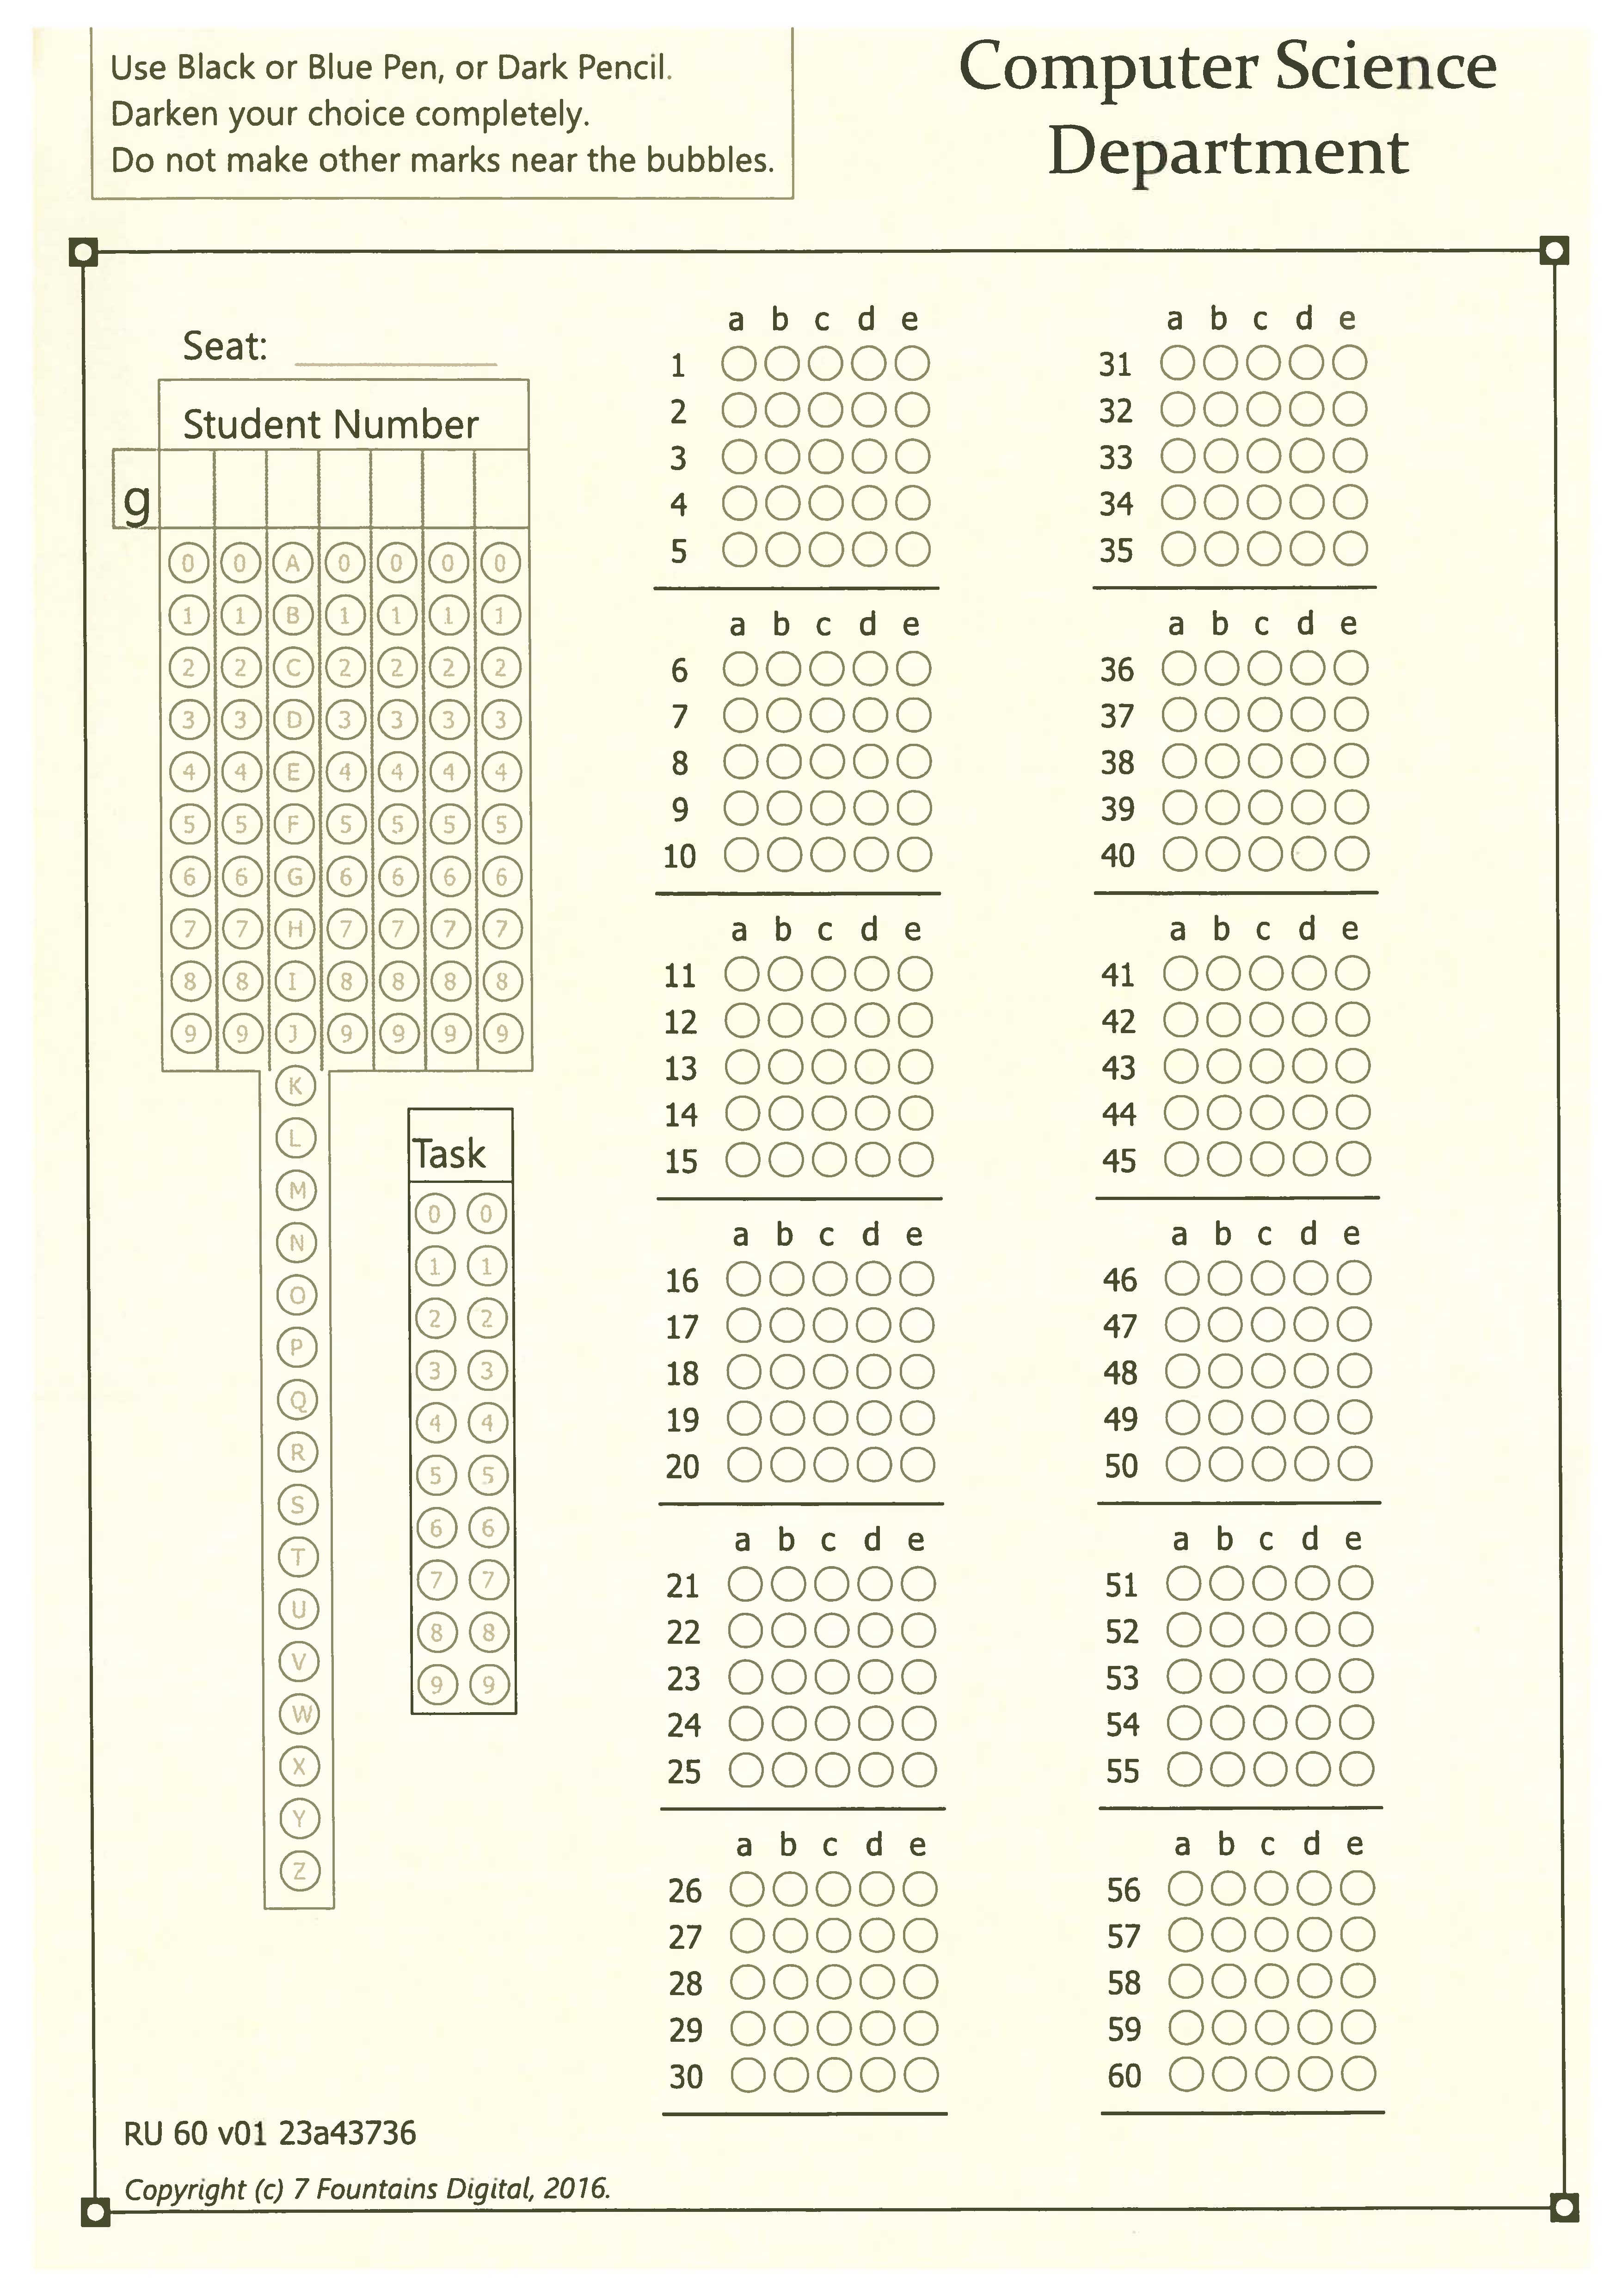 Use Black or Blue Pen, or Dark Pencil.
Darken your choice completely.
Do not make other marks near the bubbles.
Computer Science
Department
Seat:
Student Number
g
0 0 A 0 0 0 0
1 1 B 1 1 1 1
2 2 C 2 2 2 2
3 3 D 3 3 3 3
4 4 E 4 4 4 4
5 5 F 5 5 5 5
6 6 G 6 6 6 6
7 7 H 7 7 7 7
8 8 I 8 8 8 8
9 9 J 9 9 9 9
K
L
M
N
O
P
Q
R
S
T
U
V
W
X
Y
Z
Task
0 0
1 1
2 2
3 3
4 4
5 5
6 6
7 7
8 8
9 9
a b c d e
1
2
3
4
5
a b c d e
6
7
8
9
10
a b c d e
11
12
13
14
15
a b c d e
16
17
18
19
20
a b c d e
21
22
23
24
25
a b c d e
26
27
28
29
30
a b c d e
31
32
33
34
35
a b c d e
36
37
38
39
40
a b c d e
41
42
43
44
45
a b c d e
46
47
48
49
50
a b c d e
51
52
53
54
55
a b c d e
56
57
58
59
60
RU 60 v01 23a43736
Copyright (c) 7 Fountains Digital, 2016.